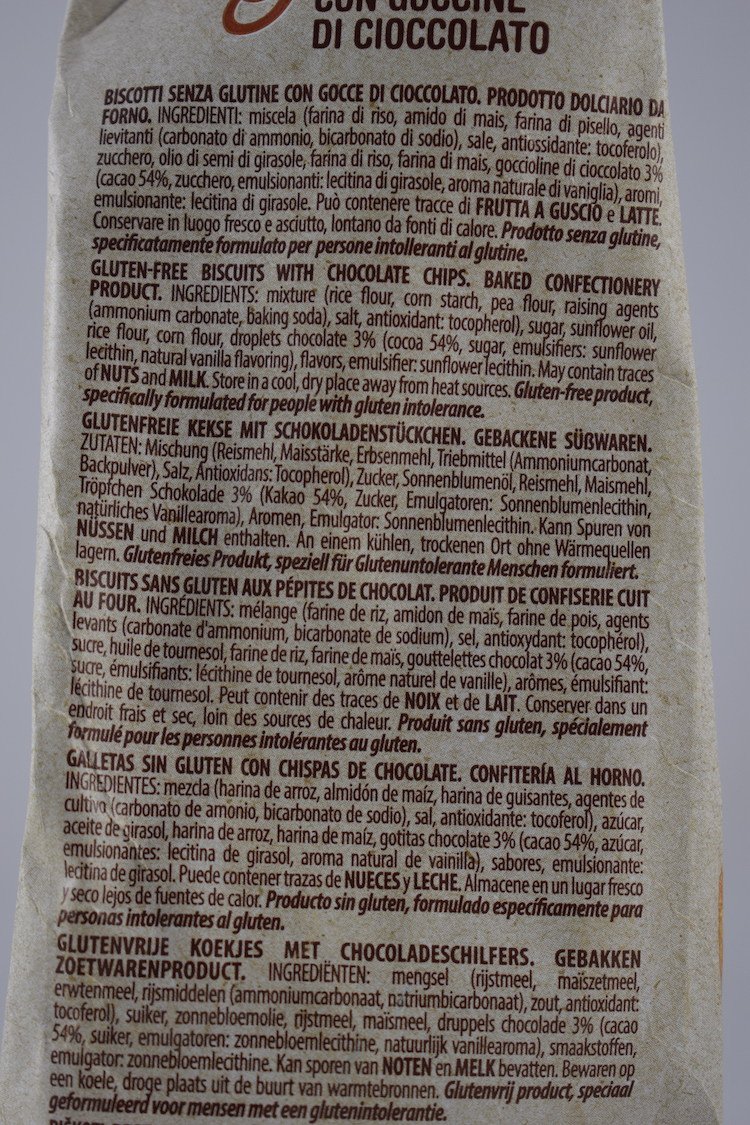 CON GOCCINE
DI CIOCCOLATO
BISCOTTI SENZA GLUTINE CON GOCCE DI CIOCCOLATO. PRODOTTO DOLCIARIO DA
FORNO. INGREDIENTI: miscela (farina di riso, amido di mais, farina di pisello, agenti
lievitanti (carbonato di ammonio, bicarbonato di sodio), sale, antiossidante: tocoferolo),
zucchero, olio di semi di girasole, farina di riso, farina di mais, goccioline di cioccolato 3%
(cacao 54%, zucchero, emulsionanti: lecitina di girasole, aroma naturale di vaniglia), aromi,
emulsionante: lecitina di girasole. Può contenere tracce di FRUTTA A GUSCIO e LATTE.
Conservare in luogo fresco e asciutto, lontano da fonti di calore. Prodotto senza glutine,
specificatamente formulato per persone intolleranti al glutine.
GLUTEN-FREE BISCUITS WITH CHOCOLATE CHIPS. BAKED CONFECTIONERY
PRODUCT. INGREDIENTS: mixture (rice flour, corn starch, pea flour, raising agents
(ammonium carbonate, baking soda), salt, antioxidant: tocopherol), sugar, sunflower oil,
rice flour, corn flour, droplets chocolate 3% (cocoa 54%, sugar, emulsifiers: sunflower
lecithin, natural vanilla flavoring), flavors, emulsifier: sunflower lecithin. May contain traces
of NUTS and MILK. Store in a cool, dry place away from heat sources. Gluten-free product,
specifically formulated for people with gluten intolerance.
GLUTENFREIE KEKSE MIT SCHOKOLADENSTÜCKCHEN. GEBACKENE SÜßWAREN.
ZUTATEN: Mischung (Reismehl, Maisstärke, Erbsenmehl, Triebmittel (Ammoniumcarbonat,
Backpulver), Salz, Antioxidans: Tocopherol), Zucker, Sonnenblumenöl, Reismehl, Maismehl,
Tröpfchen Schokolade 3% (Kakao 54%, Zucker, Emulgatoren: Sonnenblumenlecithin,
natürliches Vanillearoma), Aromen, Emulgator: Sonnenblumenlecithin. Kann Spuren von
NÜSSEN und MILCH enthalten. An einem kühlen, trockenen Ort ohne Wärmequellen
lagern. Glutenfreies Produkt, speziell für Glutenuntolerante Menschen formuliert.
BISCUITS SANS GLUTEN AUX PÉPITES DE CHOCOLAT. PRODUIT DE CONFISERIE CUIT
AU FOUR. INGRÉDIENTS: mélange (farine de riz, amidon de maïs, farine de pois, agents
levants (carbonate d'ammonium, bicarbonate de sodium), sel, antioxydant: tocophérol),
sucre, huile de tournesol, farine de riz, farine de maïs, gouttelettes chocolat 3% (cacao 54%,
sucre, émulsifiants: lécithine de tournesol, arôme naturel de vanille), arômes, émulsifiant:
lécithine de tournesol. Peut contenir des traces de NOIX et de LAIT. Conserver dans un
endroit frais et sec, loin des sources de chaleur. Produit sans gluten, spécialement
formulé pour les personnes intolérantes au gluten.
GALLETAS SIN GLUTEN CON CHISPAS DE CHOCOLATE. CONFITERÍA AL HORNO.
INGREDIENTES: mezcla (harina de arroz, almidón de maíz, harina de guisantes, agentes de
cultivo (carbonato de amonio, bicarbonato de sodio), sal, antioxidante: tocoferol), azúcar,
aceite de girasol, harina de arroz, harina de maíz, gotitas chocolate 3% (cacao 54%, azúcar,
emulsionantes: lecitina de girasol, aroma natural de vainilla), sabores, emulsionante:
lecitina de girasol. Puede contener trazas de NUECES y LECHE. Almacene en un lugar fresco
y seco lejos de fuentes de calor. Producto sin gluten, formulado específicamente para
personas intolerantes al gluten.
GLUTENVRIJE KOEKJES MET CHOCOLADESCHILFERS. GEBAKKEN
ZOETWARENPRODUCT. INGREDIËNTEN: mengsel (rijstmeel, maïszetmeel,
erwtenmeel, rijsmiddelen (ammoniumcarbonaat, natriumbicarbonaat), zout, antioxidant:
tocoferol), suiker, zonnebloemolie, rijstmeel, maïsmeel, druppels chocolade 3% (cacao
54%, suiker, emulgatoren: zonnebloemlecithine, natuurlijk vanillearoma), smaakstoffen,
emulgator: zonnebloemlecithine. Kan sporen van NOTEN en MELK bevatten. Bewaren op
een koele, droge plaats uit de buurt van warmtebronnen. Glutenvrij product, speciaal
geformuleerd voor mensen met een glutenintolerantie.